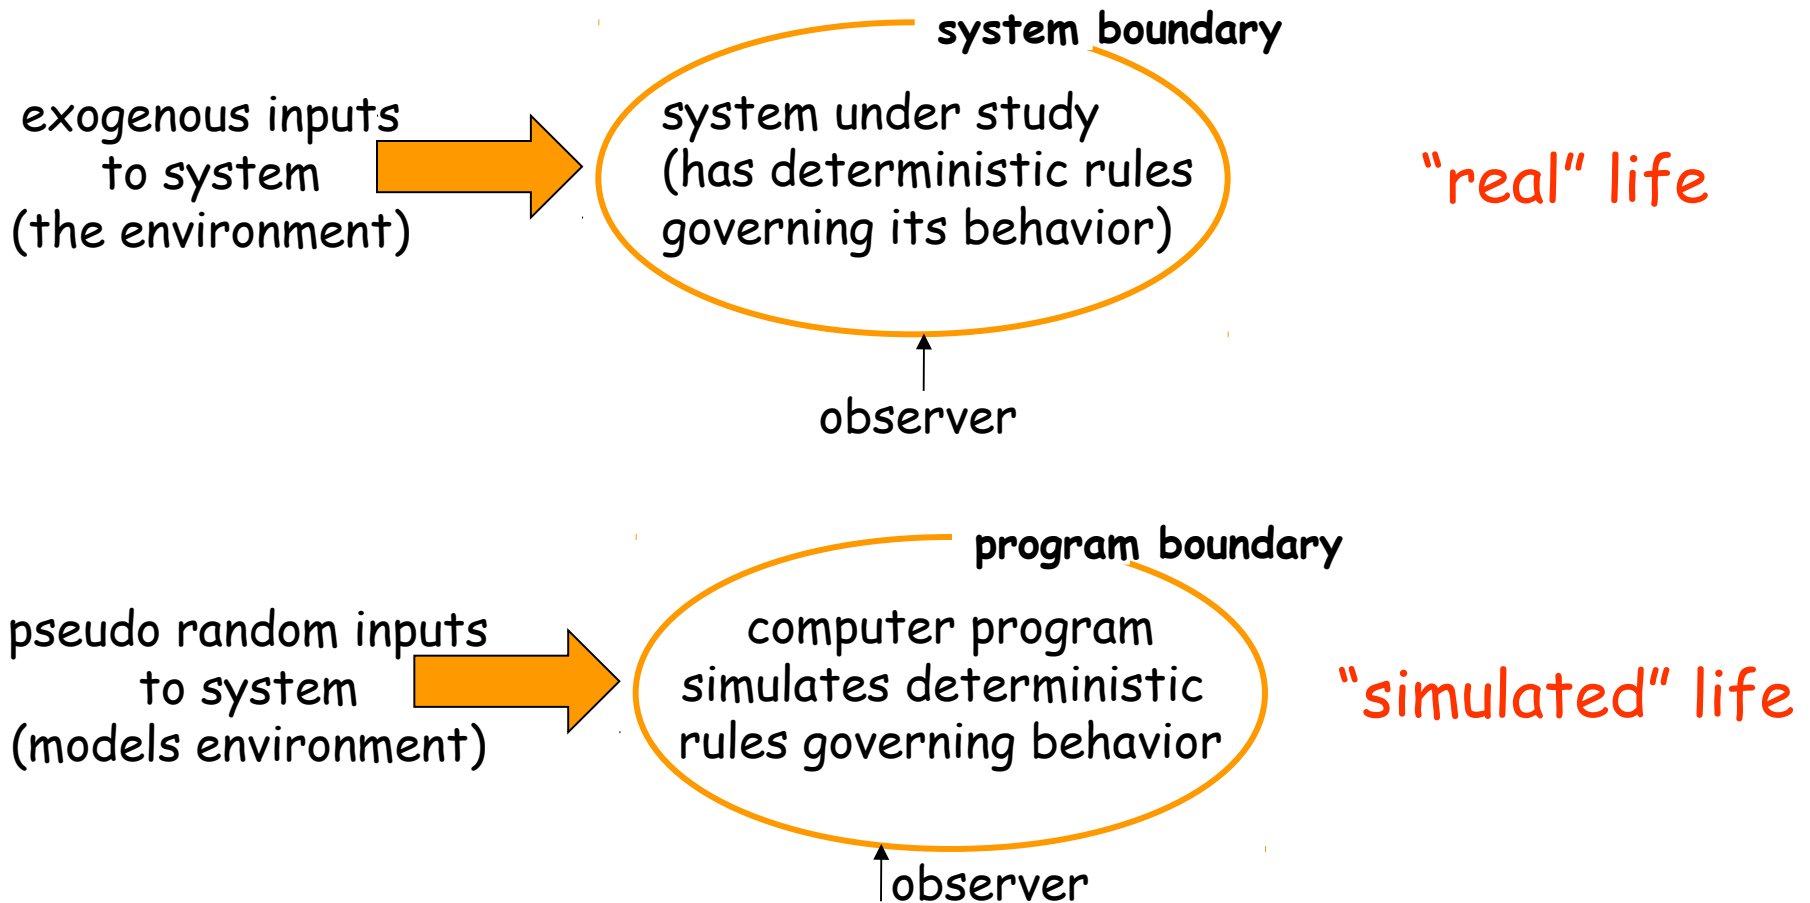 system boundary
exogenous inputs
to system
(the environment)
system under study
(has deterministic rules
governing its behavior)
“real” life
observer
program boundary
pseudo random inputs
to system
(models environment)
computer program
simulates deterministic
rules governing behavior
“simulated” life
observer